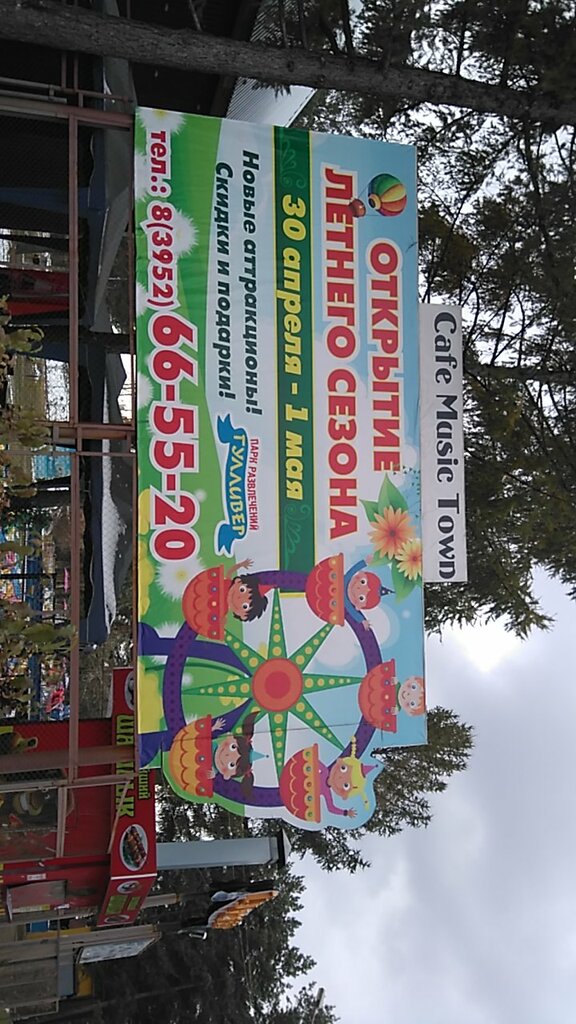 Cafe Music Town
ОТКРЫТИЕ
ЛЕТНЕГО СЕЗОНА
30 апреля - 1 мая
Новые аттракционы!
Скидки и подарки!
ПАРК РАЗВЛЕЧЕНИЙ
ГУЛЛИВЕР
тел.: 8(3952) 66-55-20